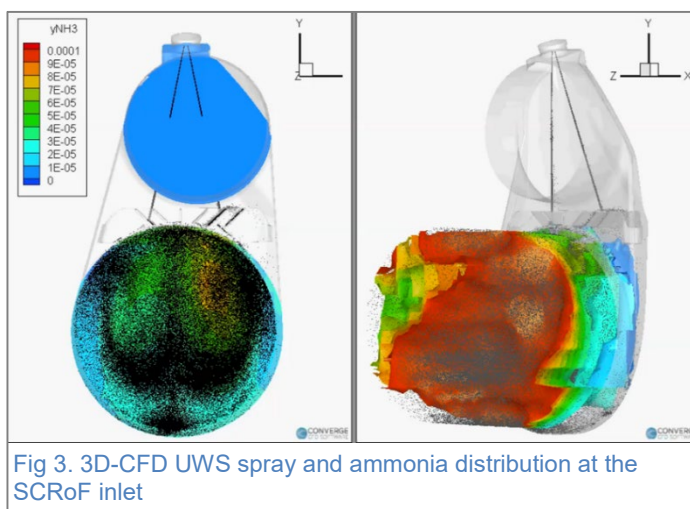 yNH3
0.0001
9E-05
8E-05
7E-05
6E-05
5E-05
4E-05
3E-05
2E-05
1E-05
0
Y
Z
Y
Z X
CONVERGE
CONVERGE
Fig 3. 3D-CFD UWS spray and ammonia distribution at the
SCRoF inlet